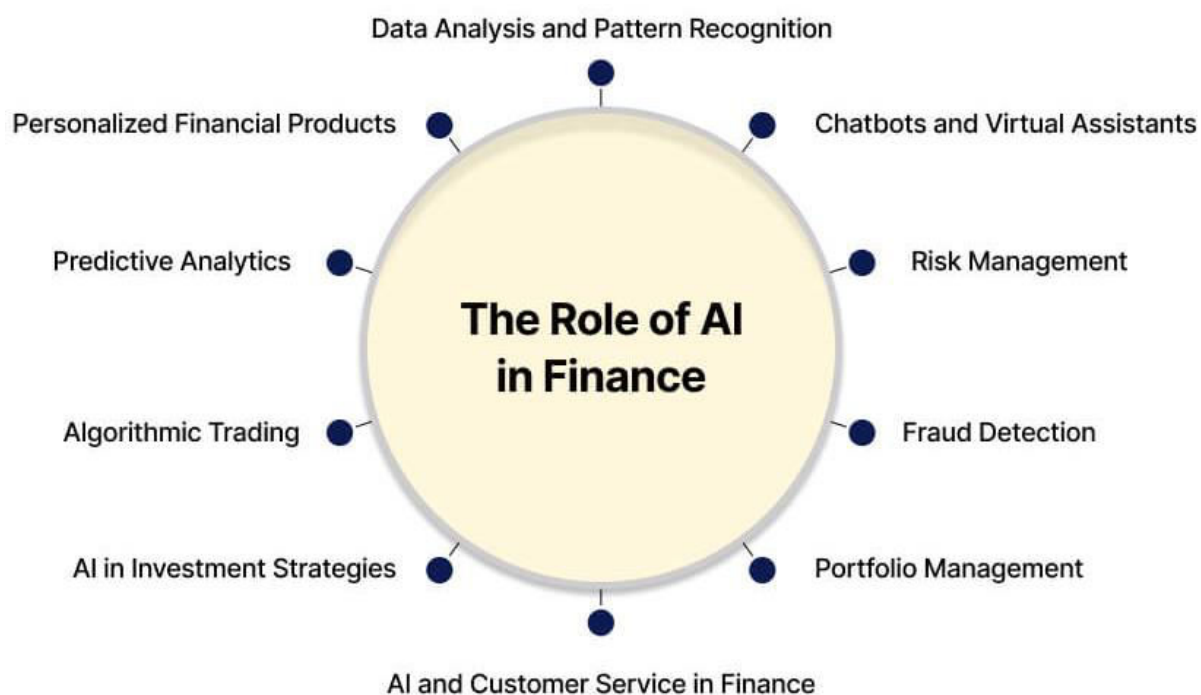 Data Analysis and Pattern Recognition
Personalized Financial Products
Chatbots and Virtual Assistants
Predictive Analytics
Risk Management
The Role of AI
in Finance
Algorithmic Trading
Fraud Detection
AI in Investment Strategies
Portfolio Management
AI and Customer Service in Finance